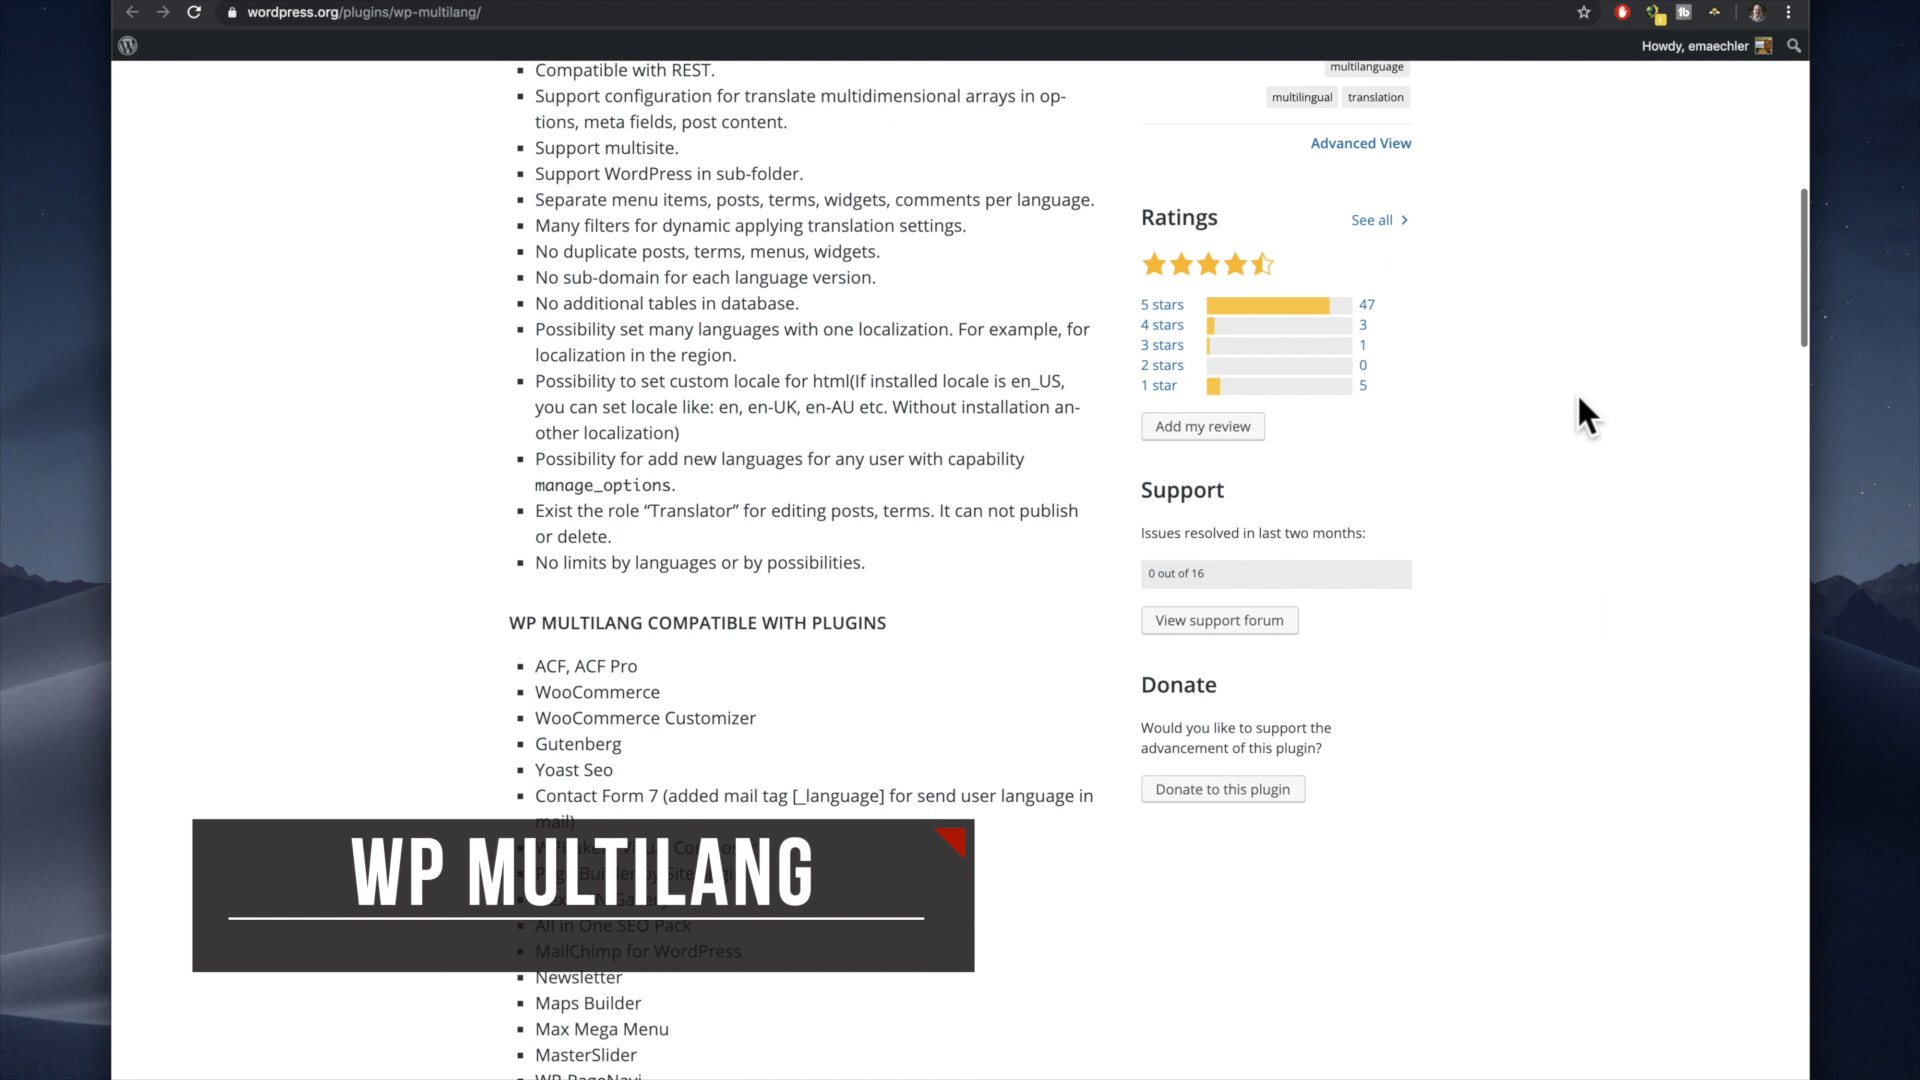 wordpress.org/plugins/wp-multilang/
Howdy, emaechler
Compatible with REST.
Support configuration for translate multidimensional arrays in op-
tions, meta fields, post content.
Support multisite.
Support WordPress in sub-folder.
Separate menu items, posts, terms, widgets, comments per language.
Many filters for dynamic applying translation settings.
No duplicate posts, terms, menus, widgets.
No sub-domain for each language version.
No additional tables in database.
Possibility set many languages with one localization. For example, for
localization in the region.
Possibility to set custom locale for html(If installed locale is en_US,
you can set locale like: en, en-UK, en-AU etc. Without installation an-
other localization)
Possibility for add new languages for any user with capability
manage_options.
Exist the role “Translator” for editing posts, terms. It can not publish
or delete.
No limits by languages or by possibilities.
WP MULTILANG COMPATIBLE WITH PLUGINS
ACF, ACF Pro
WooCommerce
WooCommerce Customizer
Gutenberg
Yoast Seo
Contact Form 7 (added mail tag [_language] for send user language in
mail)
All in One SEO Pack
MailChimp for WordPress
Newsletter
Maps Builder
Max Mega Menu
MasterSlider
WP-PageNavi
WP MULTILANG
multilanguage
multilingual translation
Advanced View
Ratings See all
5 stars 47
4 stars 3
3 stars 1
2 stars 0
1 star 5
Add my review
Support
Issues resolved in last two months:
0 out of 16
View support forum
Donate
Would you like to support the
advancement of this plugin?
Donate to this plugin